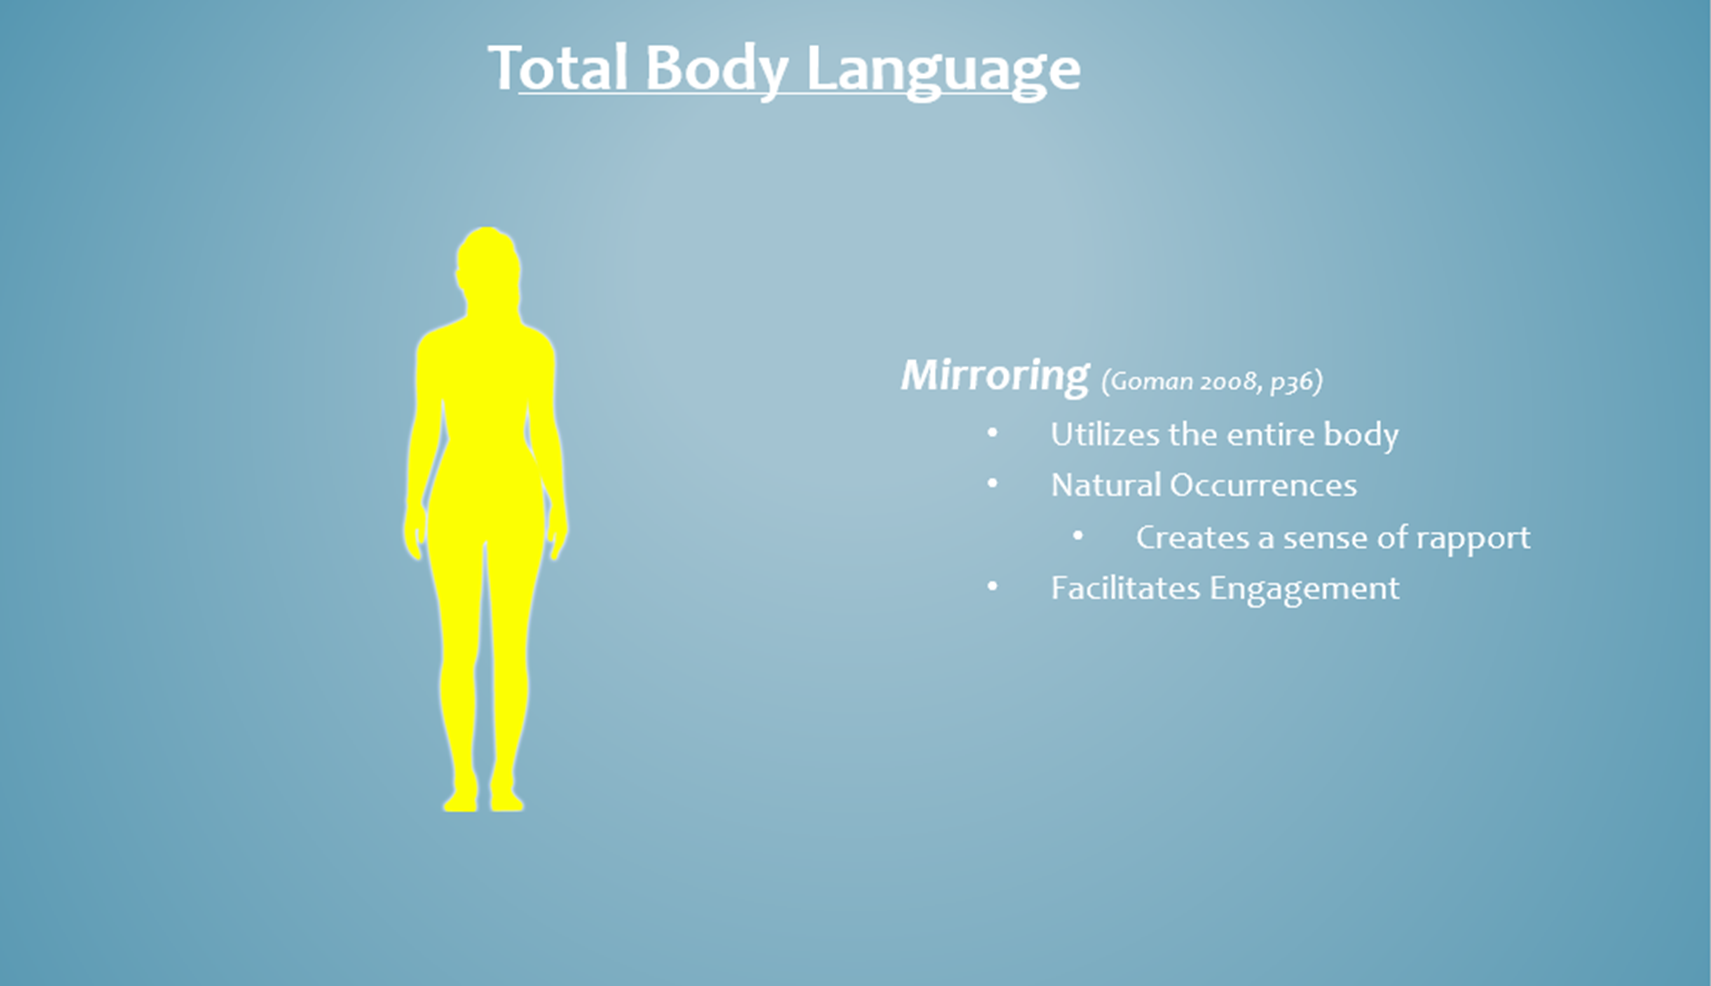 Total Body Language
Mirroring (Goman 2008, p36)
• Utilizes the entire body
• Natural Occurrences
• Creates a sense of rapport
• Facilitates Engagement